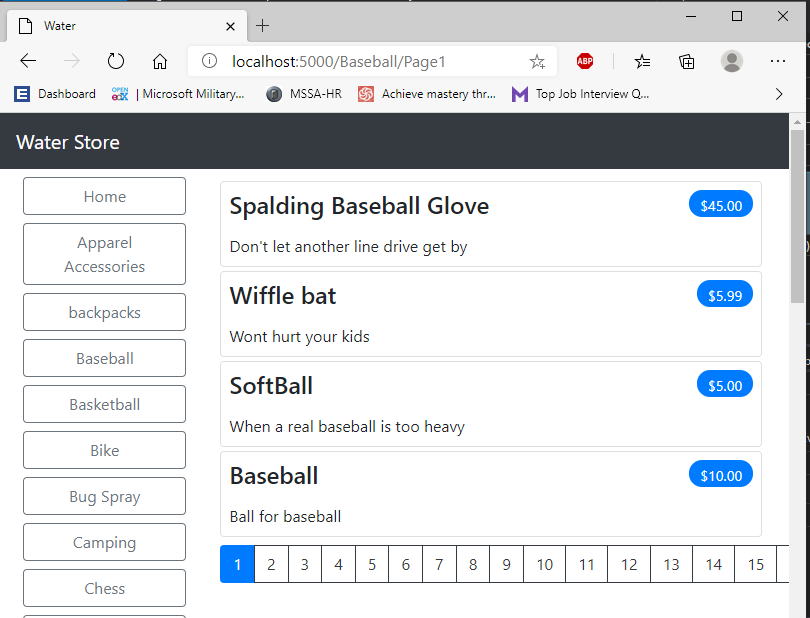 Water
localhost:5000/Baseball/Page1
ABP
E Dashboard OPEN edX | Microsoft Military... MSSA-HR Achieve mastery thr... Top Job Interview Q...
Water Store
Home
Apparel
Accessories
backpacks
Baseball
Basketball
Bike
Bug Spray
Camping
Chess
Spalding Baseball Glove $45.00
Don't let another line drive get by
Wiffle bat $5.99
Wont hurt your kids
SoftBall $5.00
When a real baseball is too heavy
Baseball $10.00
Ball for baseball
1 2 3 4 5 6 7 8 9 10 11 12 13 14 15